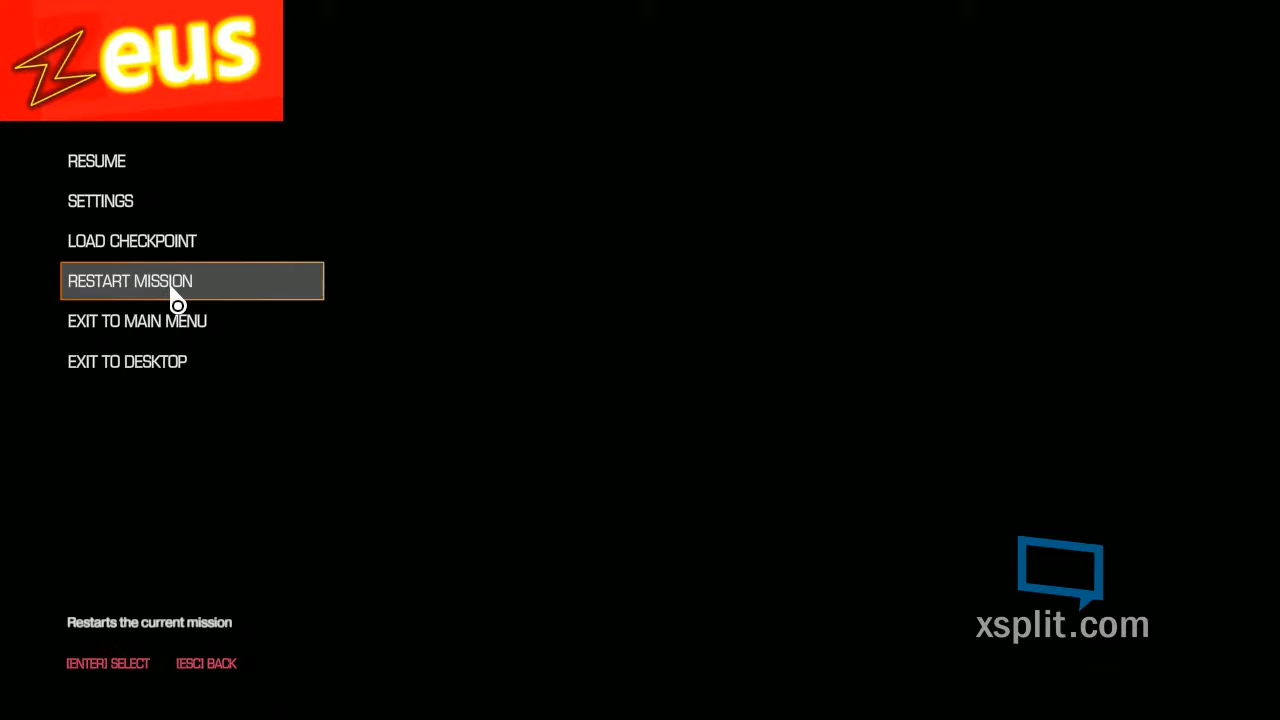 Zeus
RESUME
SETTINGS
LOAD CHECKPOINT
RESTART MISSION
EXIT TO MAIN MENU
EXIT TO DESKTOP
xsplit.com
Restarts the current mission
[ENTER] SELECT [ESC] BACK